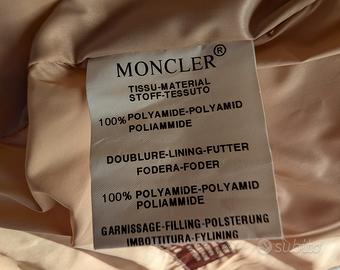 MONCLER®
TISSU-MATERIAL
STOFF-TESSUTO
100% POLYAMIDE-POLYAMID
POLIAMMIDE
DOUBLURE-LINING-FUTTER
FODERA-FODER
100% POLYAMIDE-POLYAMID
POLIAMMIDE
GARNISSAGE-FILLING-POLSTERUNG
IMBOTTITURA-FYLINING
subito